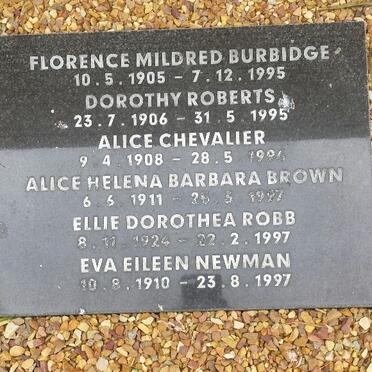 FLORENCE MILDRED BURBIDGE
10. 5. 1905 - 7. 12. 1995
DOROTHY ROBERTS
23. 7. 1906 - 31. 5 1995
ALICE CHEVALIER
9. 4 1908 - 28. 5
ALICE HELENA BARBARA BROWN
6. 6 1911 -
ELLIE DOROTHEA ROBB
1924 - 22. 2. 1997
EVA EILEEN NEWMAN
10. 8. 1910 - 23. 8. 1997